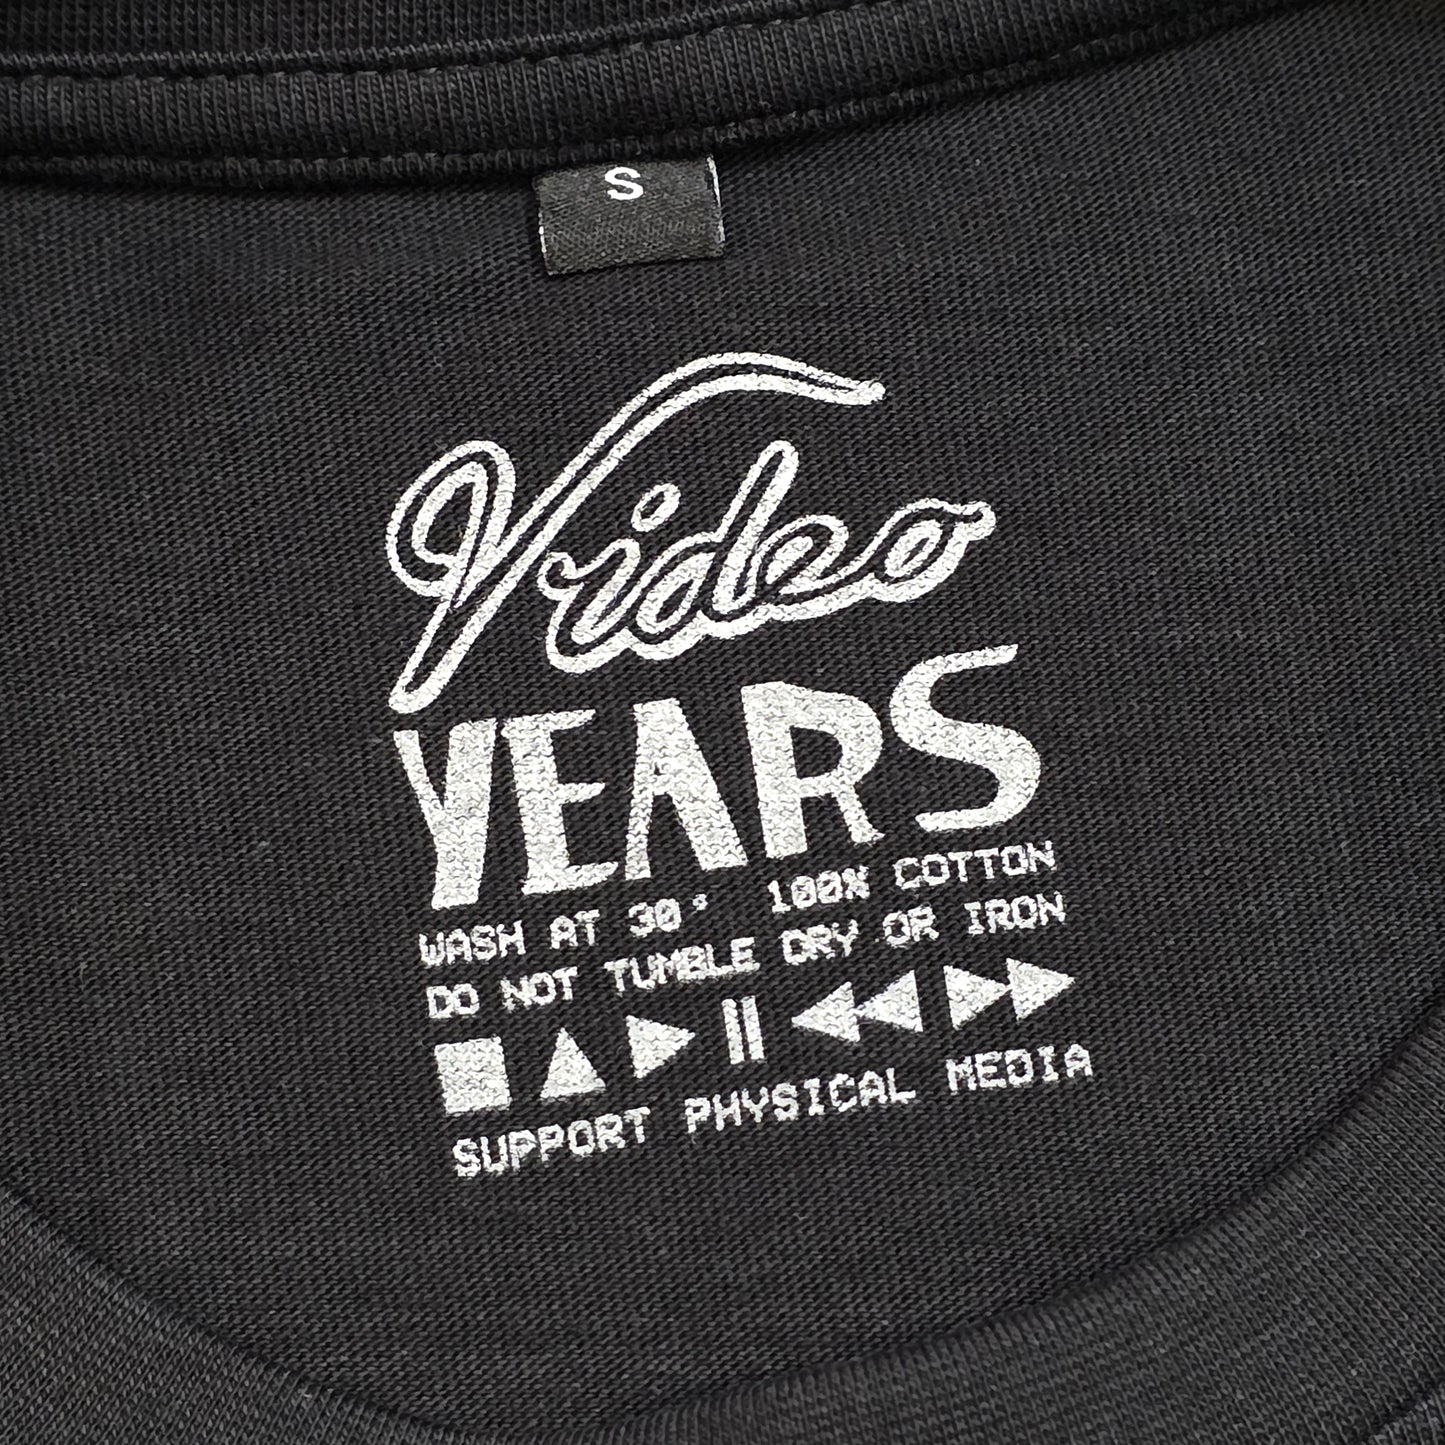 S
Video
YEARS
WASH AT 30° 100% COTTON
DO NOT TUMBLE DRY OR IRON
SUPPORT PHYSICAL MEDIA